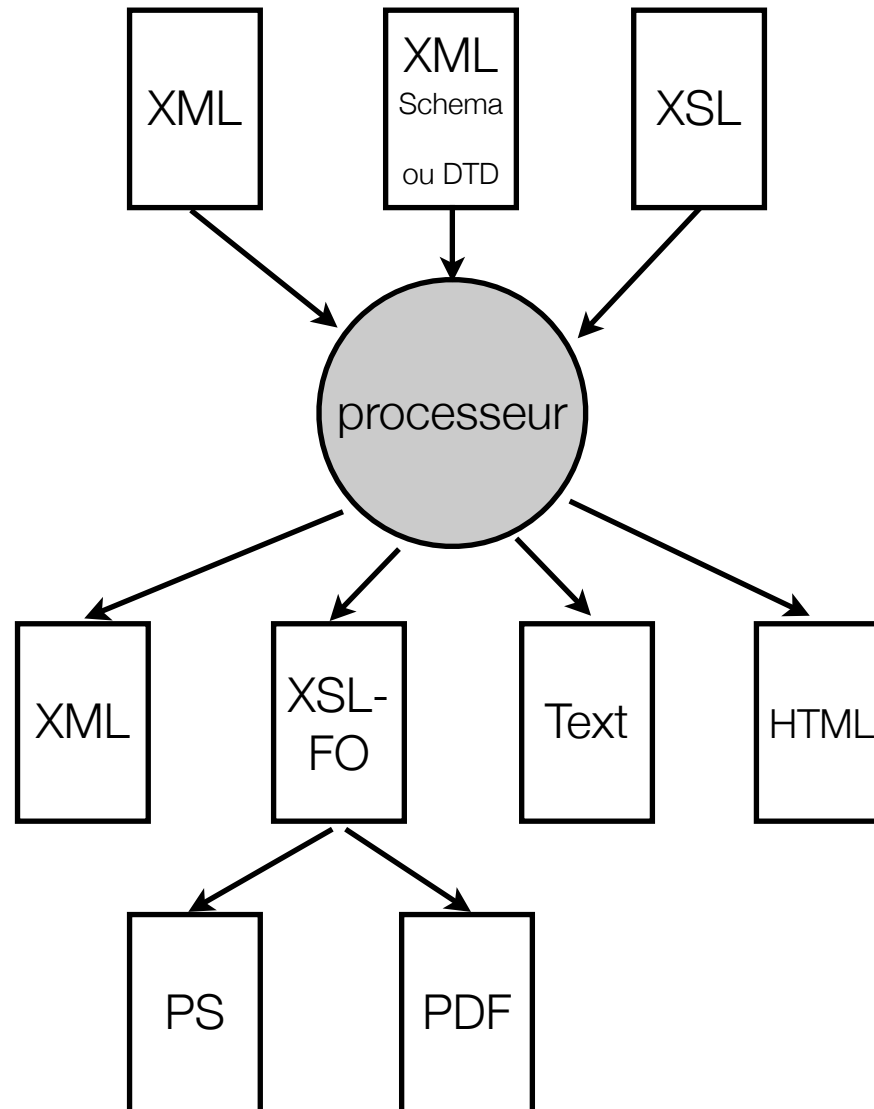 XML
XML
Schema
ou DTD
XSL
processeur
XML
XSL-
FO
Text
HTML
PS
PDF